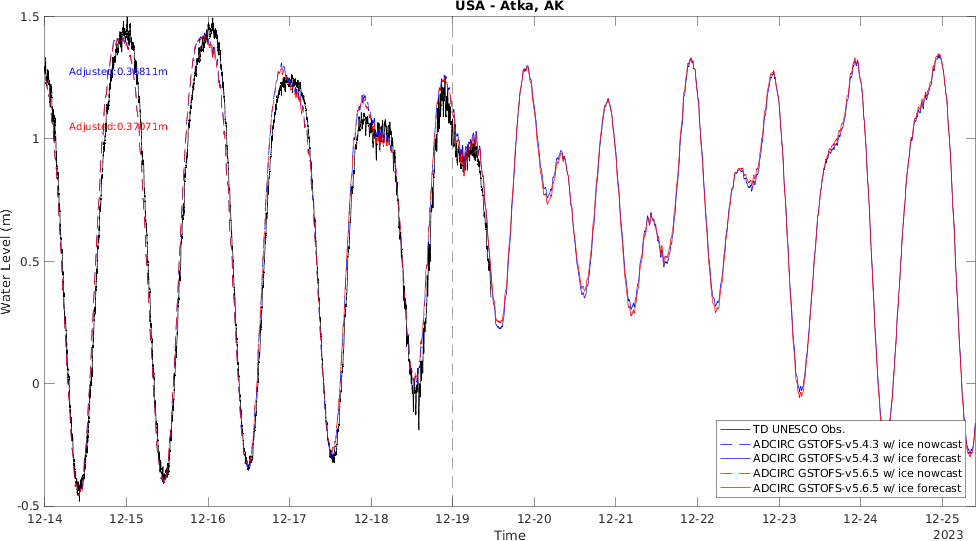 USA - Atka, AK
1.5
Adjusted:0.36811m
Adjusted:0.37071m
1
0.5
0
-0.5
Water Level (m)
TD UNESCO Obs.
ADCIRC GSTOFS-v5.4.3 w/ ice nowcast
ADCIRC GSTOFS-v5.4.3 w/ ice forecast
ADCIRC GSTOFS-v5.6.5 w/ ice nowcast
ADCIRC GSTOFS-v5.6.5 w/ ice forecast
12-14 12-15 12-16 12-17 12-18 12-19 12-20 12-21 12-22 12-23 12-24 12-25
Time
2023